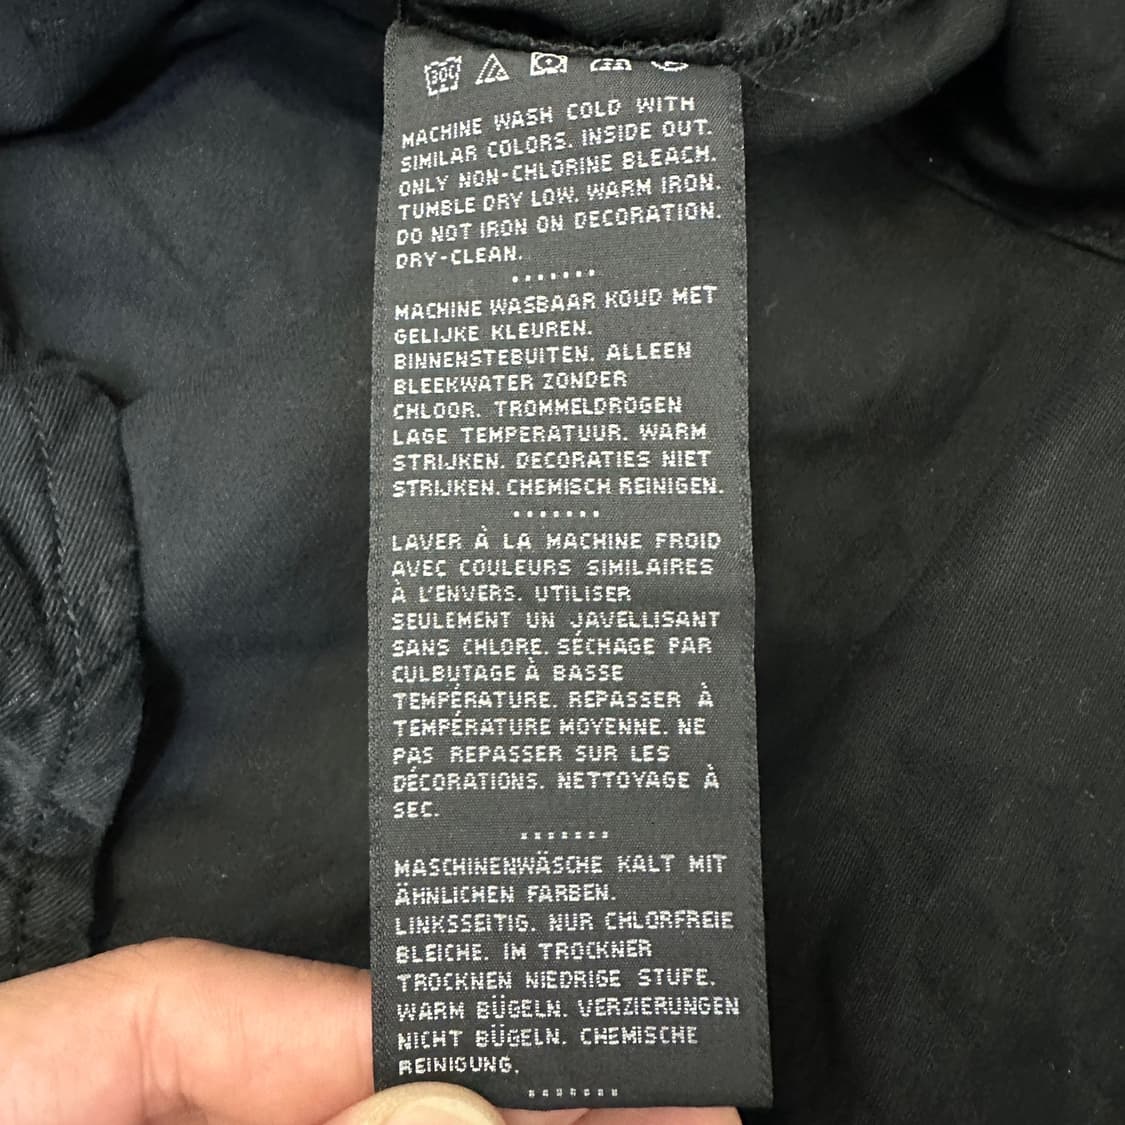 30C
MACHINE WASH COLD WITH
SIMILAR COLORS. INSIDE OUT.
ONLY NON-CHLORINE BLEACH.
TUMBLE DRY LOW. WARM IRON.
DO NOT IRON ON DECORATION.
DRY-CLEAN.
MACHINE WASBAAR KOUD MET
GELIJKE KLEUREN.
BINNENSTEBUITEN. ALLEEN
BLEEKWATER ZONDER
CHLOOR. TROMMELDROGEN
LAGE TEMPERATUUR. WARM
STRIJKEN. DECORATIES NIET
STRIJKEN. CHEMISCH REINIGEN.
LAVER À LA MACHINE FROID
AVEC COULEURS SIMILAIRES
À L'ENVERS. UTILISER
SEULEMENT UN JAVELLISANT
SANS CHLORE. SÉCHAGE PAR
CULBUTAGE À BASSE
TEMPÉRATURE. REPASSER À
TEMPÉRATURE MOYENNE. NE
PAS REPASSER SUR LES
DÉCORATIONS. NETTOYAGE À
SEC.
MASCHINENWÄSCHE KALT MIT
ÄHNLICHEN FARBEN.
LINKSSEITIG. NUR CHLORFREIE
BLEICHE. IM TROCKNER
TROCKNEN NIEDRIGE STUFE.
WARM BÜGELN. VERZIERUNGEN
NICHT BÜGELN. CHEMISCHE
REINIGUNG.